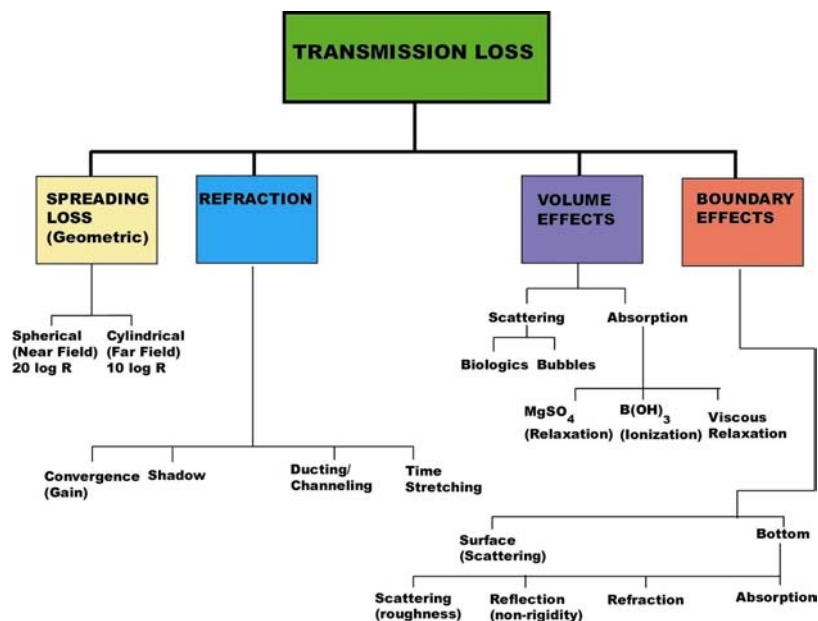 TRANSMISSION LOSS
SPREADING
LOSS
(Geometric)
REFRACTION
VOLUME
EFFECTS
BOUNDARY
EFFECTS
Spherical
(Near Field)
20 log R
Cylindrical
(Far Field)
10 log R
Scattering
Absorption
Biologics
Bubbles
MgSO4
(Relaxation)
B(OH)3
(Ionization)
Viscous
Relaxation
Convergence
(Gain)
Shadow
Ducting/
Channeling
Time
Stretching
Surface
(Scattering)
Bottom
Scattering
(roughness)
Reflection
(non-rigidity)
Refraction
Absorption